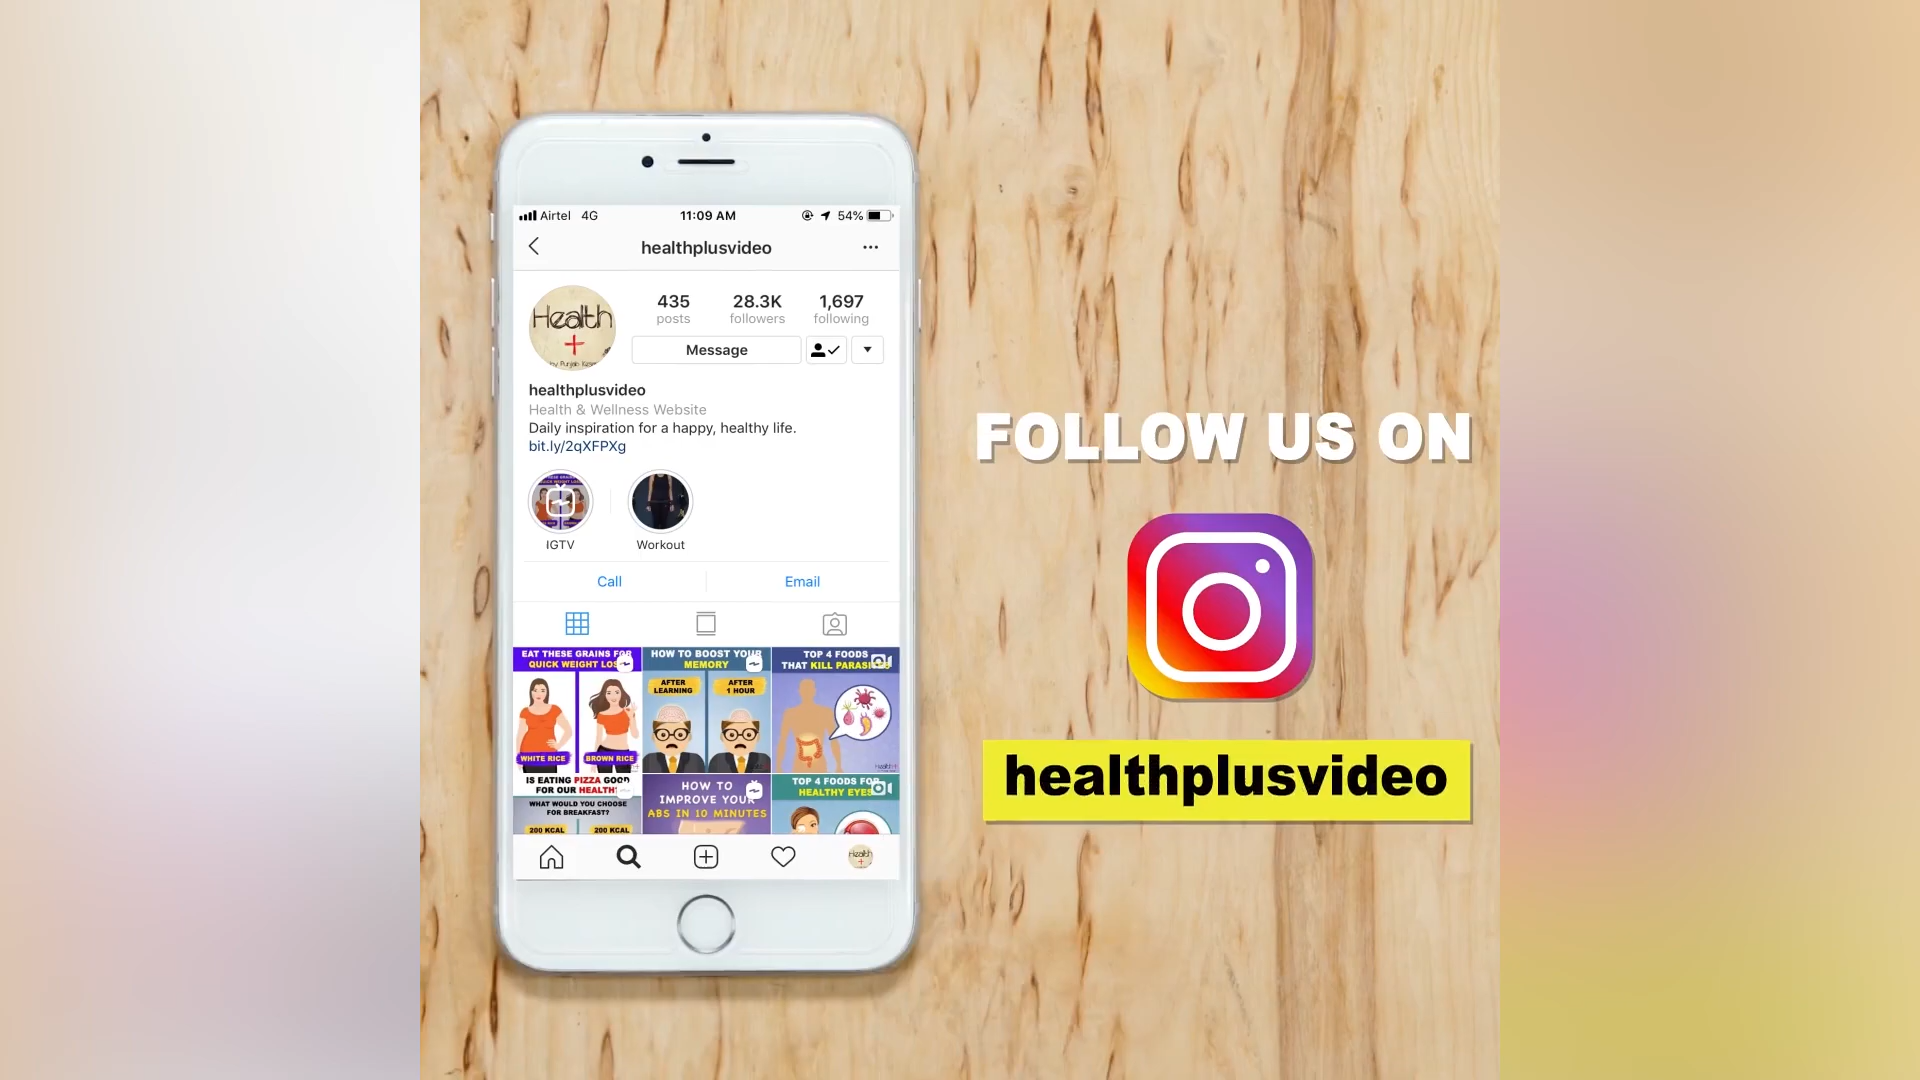 Airtel 4G 11:09 AM 54%
healthplusvideo
Health
+
by Punjab Kesari
435 28.3K 1,697
posts followers following
Message
healthplusvideo
Health & Wellness Website
Daily inspiration for a happy, healthy life.
bit.ly/2qXFPXg
IGTV Workout
Call Email
EAT THESE GRAINS FOR
QUICK WEIGHT LOSS
WHITE RICE BROWN RICE
HOW TO BOOST YOUR
MEMORY
AFTER
LEARNING
AFTER
1 HOUR
TOP 4 FOODS
THAT KILL PARASITES
IS EATING PIZZA GOOD
FOR OUR HEALTH?
WHAT WOULD YOU CHOOSE
FOR BREAKFAST?
200 KCAL 200 KCAL
HOW TO
IMPROVE YOUR
ABS IN 10 MINUTES
TOP 4 FOODS FOR
HEALTHY EYES
Health
+
FOLLOW US ON
healthplusvideo